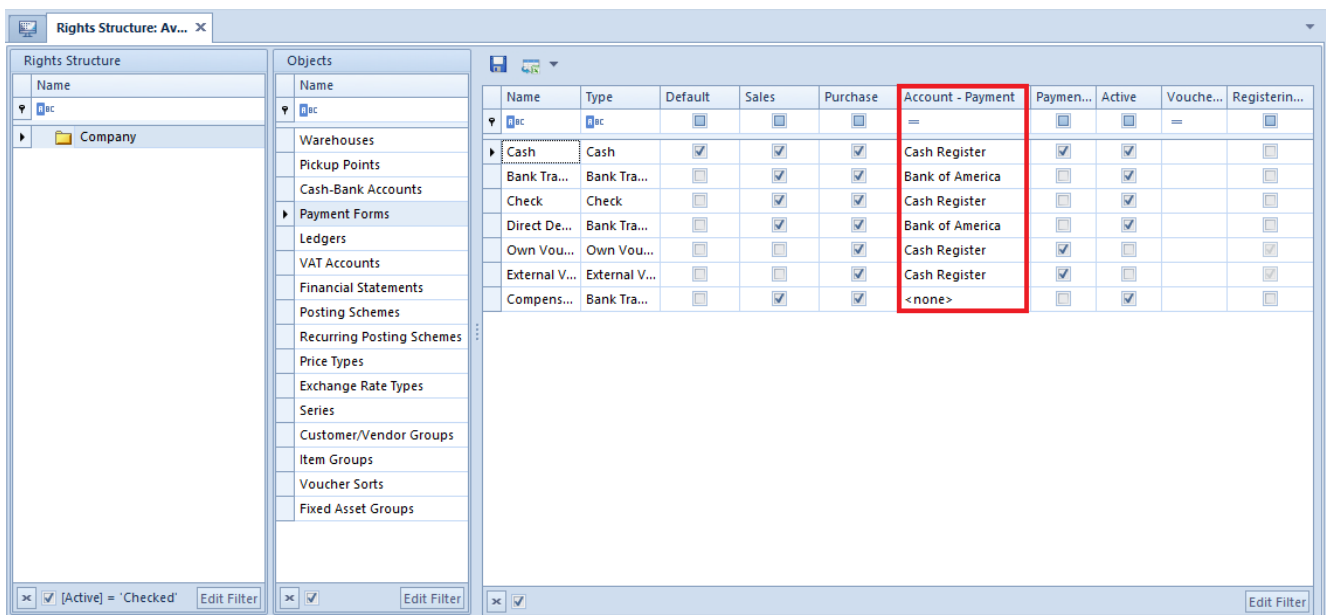 Rights Structure: Av...
Rights Structure
Name
Company
[Active] = 'Checked' Edit Filter
Objects
Name
Warehouses
Pickup Points
Cash-Bank Accounts
Payment Forms
Ledgers
VAT Accounts
Financial Statements
Posting Schemes
Recurring Posting Schemes
Price Types
Exchange Rate Types
Series
Customer/Vendor Groups
Item Groups
Voucher Sorts
Fixed Asset Groups
Edit Filter
Name Type Default Sales Purchase Account - Payment Paymen... Active Vouche... Registerin...
=  =
Cash Cash Cash Register
Bank Tra... Bank Tra... Bank of America
Check Check Cash Register
Direct De... Bank Tra... Bank of America
Own Vou... Own Vou... Cash Register
External V... External V... Cash Register
Compens... Bank Tra... <none>
Edit Filter